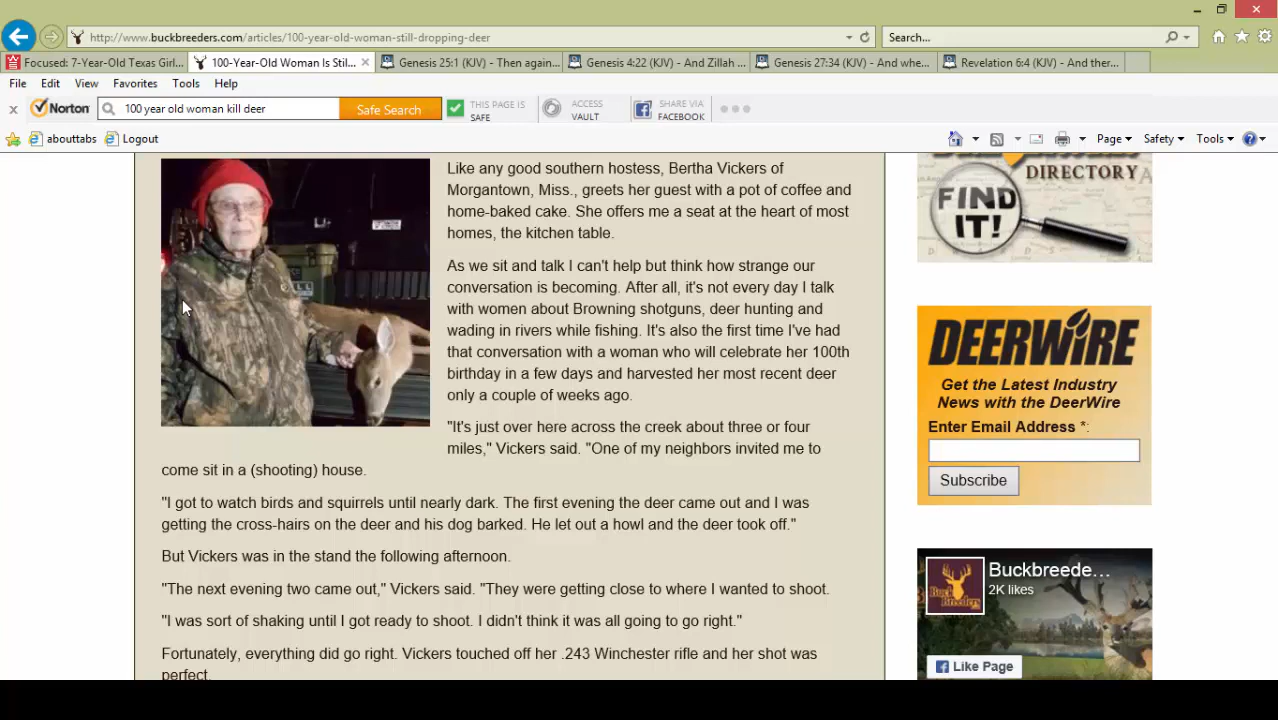 http://www.buckbreeders.com/articles/100-year-old-woman-still-dropping-deer
Search...
Focused: 7-Year-Old Texas Girl...
100-Year-Old Woman Is Stil...
Genesis 25:1 (KJV) - Then again...
Genesis 4:22 (KJV) - And Zillah ...
Genesis 27:34 (KJV) - And whe...
Revelation 6:4 (KJV) - And ther...
File Edit View Favorites Tools Help
x Norton 100 year old woman kill deer Safe Search
THIS PAGE IS
SAFE
ACCESS
VAULT
SHARE VIA
FACEBOOK
abouttabs Logout
Page Safety Tools
Like any good southern hostess, Bertha Vickers of
Morgantown, Miss., greets her guest with a pot of coffee and
home-baked cake. She offers me a seat at the heart of most
homes, the kitchen table.
As we sit and talk I can't help but think how strange our
conversation is becoming. After all, it's not every day I talk
with women about Browning shotguns, deer hunting and
wading in rivers while fishing. It's also the first time I've had
that conversation with a woman who will celebrate her 100th
birthday in a few days and harvested her most recent deer
only a couple of weeks ago.
"It's just over here across the creek about three or four
miles," Vickers said. "One of my neighbors invited me to
come sit in a (shooting) house.
"I got to watch birds and squirrels until nearly dark. The first evening the deer came out and I was
getting the cross-hairs on the deer and his dog barked. He let out a howl and the deer took off."
But Vickers was in the stand the following afternoon.
"The next evening two came out," Vickers said. "They were getting close to where I wanted to shoot.
"I was sort of shaking until I got ready to shoot. I didn't think it was all going to go right."
Fortunately, everything did go right. Vickers touched off her .243 Winchester rifle and her shot was
perfect.
DIRECTORY
FIND
IT!
DEERWIRE
Get the Latest Industry
News with the DeerWire
Enter Email Address *:
Subscribe
Buckbreede...
2K likes
Like Page